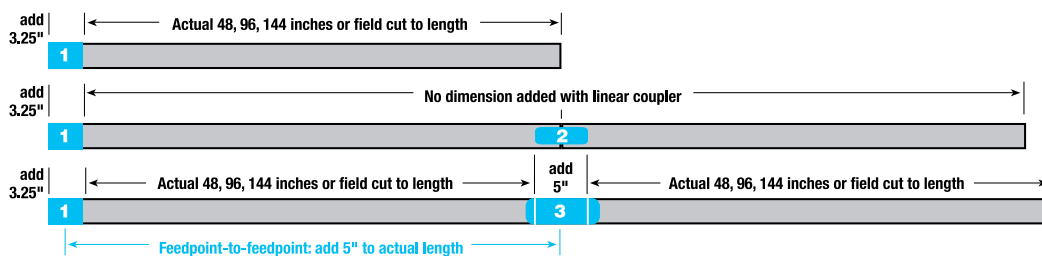 add
3.25"
Actual 48, 96, 144 inches or field cut to length
1
add
3.25"
No dimension added with linear coupler
1
2
add
3.25"
Actual 48, 96, 144 inches or field cut to length
add
5"
Actual 48, 96, 144 inches or field cut to length
1
3
Feedpoint-to-feedpoint: add 5" to actual length